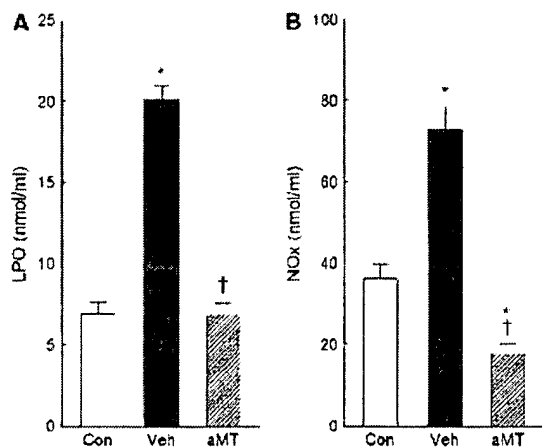 A
LPO (nmol/ml)
25
20
15
10
5
0
*
†
Con Veh aMT
B
NOx (nmol/ml)
100
80
60
40
20
0
*
*
†
Con Veh aMT